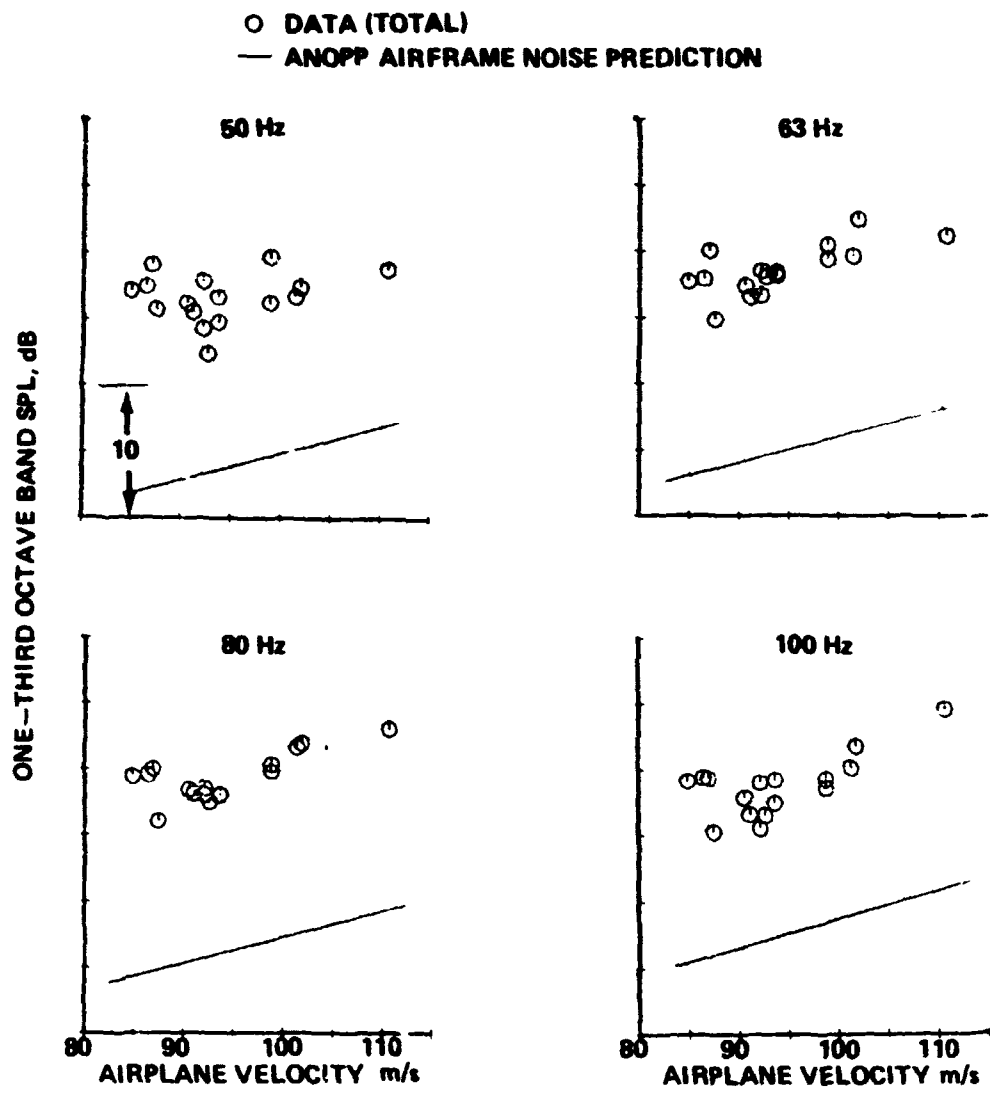 DATA (TOTAL)
ANOPP AIRFRAME NOISE PREDICTION
50 Hz
63 Hz
10
ONE-THIRD OCTAVE BAND SPL, dB
80 Hz
100 Hz
80 90 100 110
80 90 100 110
AIRPLANE VELOCITY m/s
AIRPLANE VELOCITY m/s